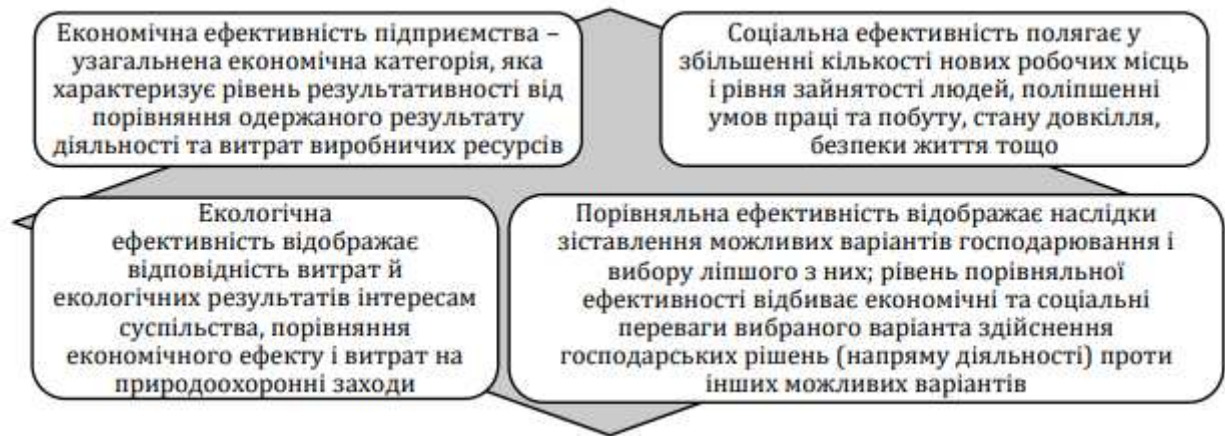 Економічна ефективність підприємства –
узагальнена економічна категорія, яка
характеризує рівень результативності від
порівняння одержаного результату
діяльності та витрат виробничих ресурсів
Соціальна ефективність полягає у
збільшенні кількості нових робочих місць
і рівня зайнятості людей, поліпшенні
умов праці та побуту, стану довкілля,
безпеки життя тощо
Екологічна
ефективність відображає
відповідність витрат й
екологічних результатів інтересам
суспільства, порівняння
економічного ефекту і витрат на
природоохоронні заходи
Порівняльна ефективність відображає наслідки
зіставлення можливих варіантів господарювання і
вибору ліпшого з них; рівень порівняльної
ефективності відбиває економічні та соціальні
переваги вибраного варіанта здійснення
господарських рішень (напряму діяльності) проти
інших можливих варіантів